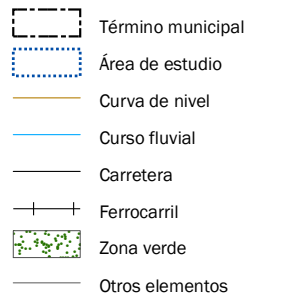 Término municipal
Área de estudio
Curva de nivel
Curso fluvial
Carretera
Ferrocarril
Zona verde
Otros elementos